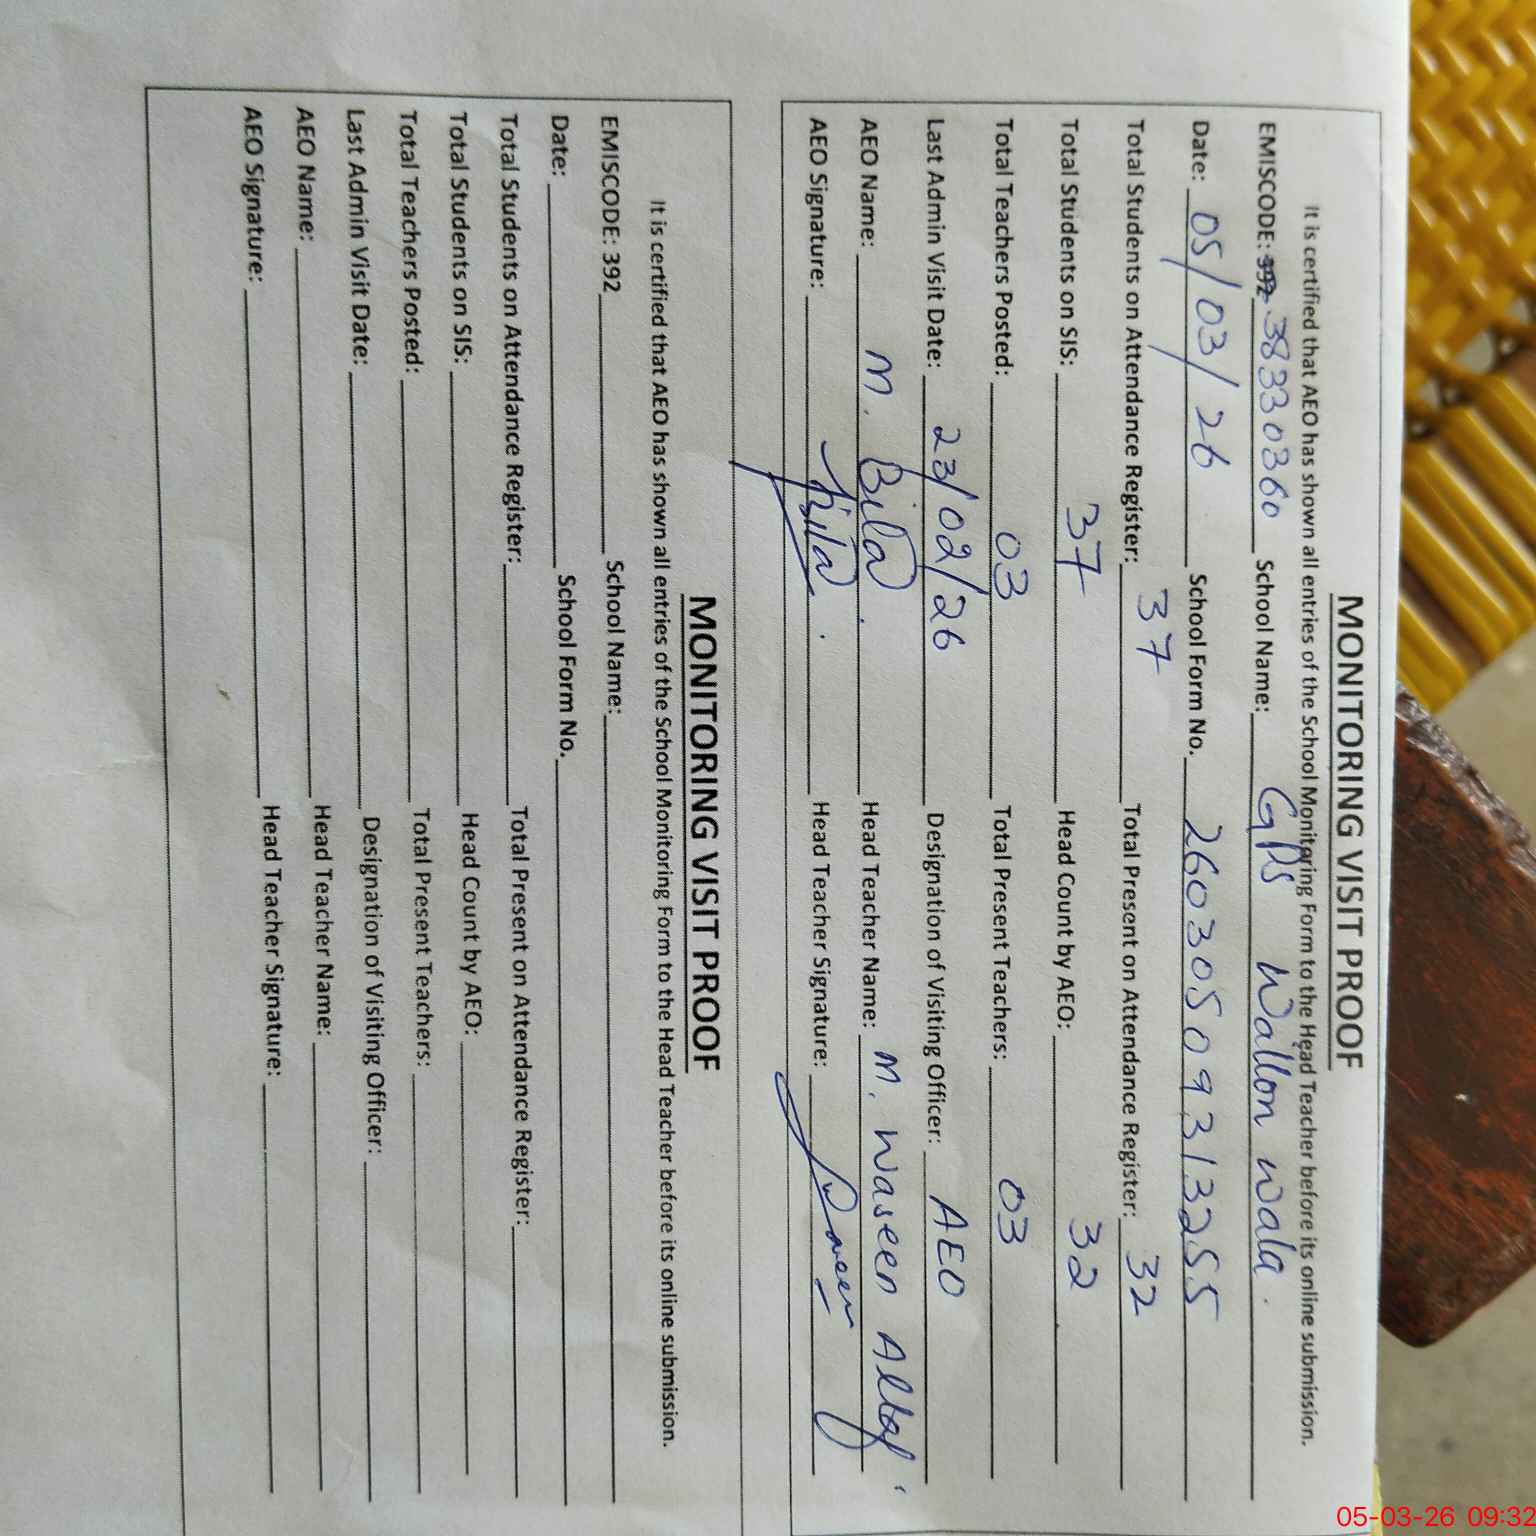 MONITORING VISIT PROOF
It is certified that AEO has shown all entries of the School Monitoring Form to the Head Teacher before its online submission.
EMISCODE: 392 38330360 School Name: GPS Wallon wala.
Date: 05/03/26 School Form No. 26030509313255
Total Students on Attendance Register: 37 Total Present on Attendance Register: 32
Total Students on SIS: 37 Head Count by AEO: 32
Total Teachers Posted: 03 Total Present Teachers: 03
Last Admin Visit Date: 23/02/26 Designation of Visiting Officer: AEO
AEO Name: M. Bilal. Head Teacher Name: M. Waseem Altaf.
AEO Signature: Head Teacher Signature:
MONITORING VISIT PROOF
It is certified that AEO has shown all entries of the School Monitoring Form to the Head Teacher before its online submission.
EMISCODE: 392 School Name:
Date: School Form No.
Total Students on Attendance Register: Total Present on Attendance Register:
Total Students on SIS: Head Count by AEO:
Total Teachers Posted: Total Present Teachers:
Last Admin Visit Date: Designation of Visiting Officer:
AEO Name: Head Teacher Name:
AEO Signature: Head Teacher Signature:
05-03-26 09:32